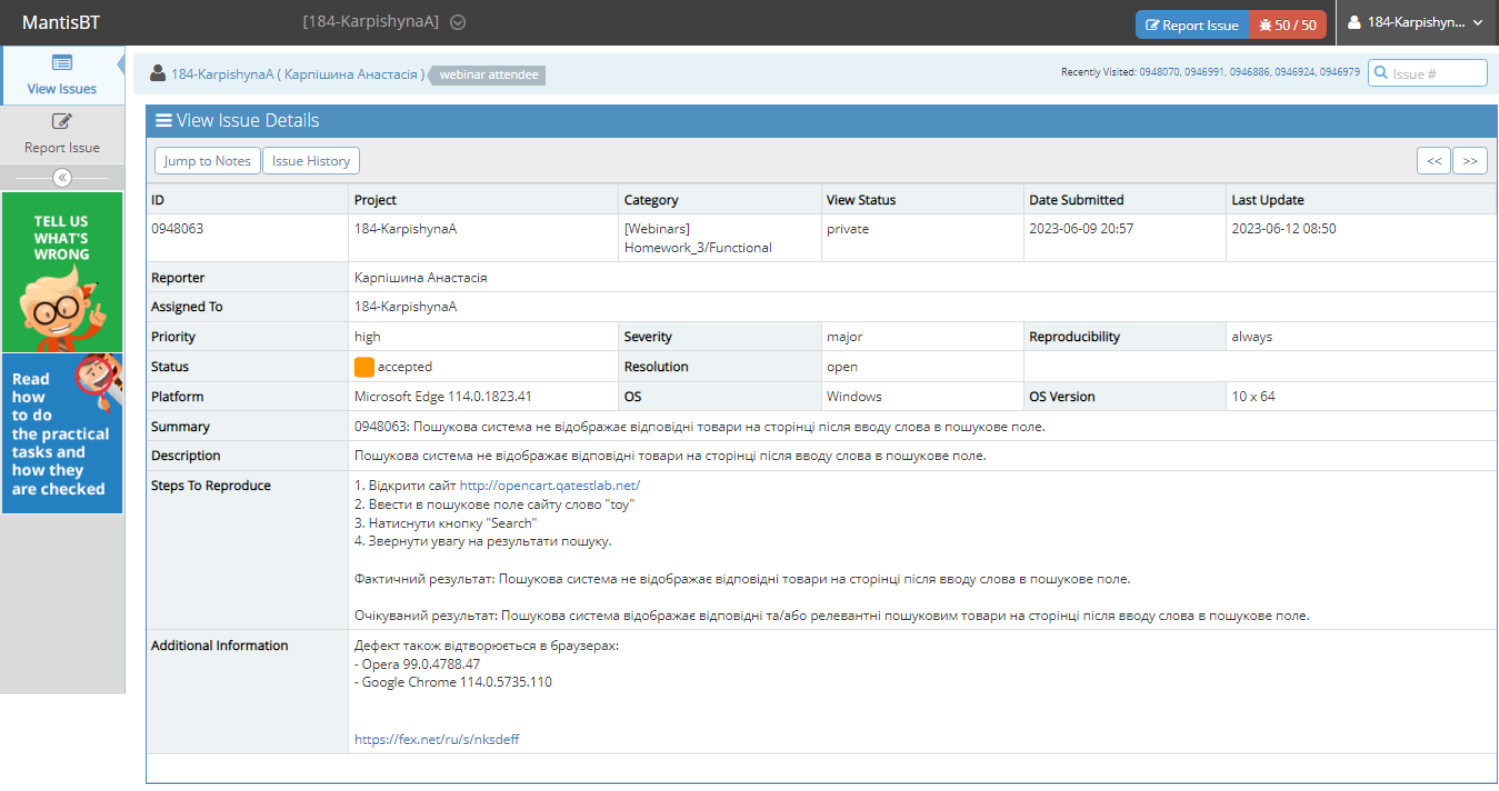 MantisBT
[184-KarpishynaA]
Report Issue
50 / 50
184-Karpishyn...
View Issues
Report Issue
TELL US
WHAT'S
WRONG
Read
how
to do
the practical
tasks and
how they
are checked
184-KarpishynaA ( Карпішина Анастасія ) webinar attendee
Recently Visited: 0948070, 0946991, 0946886, 0946924, 0946979
Issue #
View Issue Details
Jump to Notes Issue History << >>
ID Project Category View Status Date Submitted Last Update
0948063 184-KarpishynaA [Webinars] private 2023-06-09 20:57 2023-06-12 08:50
Homework_3/Functional
Reporter Карпішина Анастасія
Assigned To 184-KarpishynaA
Priority high Severity major Reproducibility always
Status accepted Resolution open
Platform Microsoft Edge 114.0.1823.41 OS Windows OS Version 10 x 64
Summary 0948063: Пошукова система не відображає відповідні товари на сторінці після вводу слова в пошукове поле.
Description Пошукова система не відображає відповідні товари на сторінці після вводу слова в пошукове поле.
Steps To Reproduce 1. Відкрити сайт http://opencart.qatestlab.net/
2. Ввести в пошукове поле сайту слово "toy"
3. Натиснути кнопку "Search"
4. Звернути увагу на результати пошуку.
Фактичний результат: Пошукова система не відображає відповідні товари на сторінці після вводу слова в пошукове поле.
Очікуваний результат: Пошукова система відображає відповідні та/або релевантні пошуковим товари на сторінці після вводу слова в пошукове поле.
Additional Information Дефект також відтворюється в браузерах:
- Opera 99.0.4788.47
- Google Chrome 114.0.5735.110
https://fex.net/ru/s/nksdeff